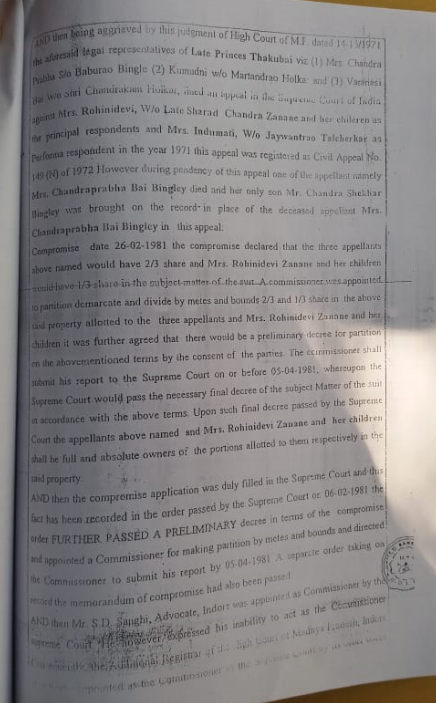 AND then being aggrieved by this judgment of High Court of M.F. dated 14-15/1971
the aforesaid legal representatives of Late Princes Thakubai viz (1) Mrs. Chandra
Prabha S/o Baburao Bingle (2) Kumudni w/o Martandrao Holkar and (3)
Bai w/o Shri Chandrakant Holkar, filed an appeal in the Supreme Court of India
against Mrs. Rohinidevi, W/o Late Sharad Chandra Zanane and her children as
the principal respondents and Mrs. Indumati, W/o Jaywantrao Talcherkar as
Performa respondent in the year 1971 this appeal was registered as Civil Appeal No.
149 (N) of 1972 However during pendency of this appeal one of the appellant namely
Mrs. Chandraprabha Bai Bingley died and her only son Mr. Chandra Shekhar
Bingley was brought on the record in place of the deceased appellant Mrs.
Chandraprabha Bai Bingley in this appeal.
Compromise date 26-02-1981 the compromise declared that the three appellants
above named would have 2/3 share and Mrs. Rohinidevi Zanane and her children
would have 1/3 share in the subject-matter of the suit. A commissioner was appointed
to partition demarcate and divide by metes and bounds 2/3 and 1/3 share in the above
said property allotted to the three appellants and Mrs. Rohinidevi Zanane and her
children it was further agreed that there would be a preliminary decree for partition
on the abovementioned terms by the consent of the parties. The commissioner shall
submit his report to the Supreme Court on or before 05-04-1981, whereupon the
Supreme Court would pass the necessary final decree of the subject Matter of the suit
in accordance with the above terms. Upon such final decree passed by the Supreme
Court the appellants above named and Mrs. Rohinidevi Zanane and her children
shall be full and absolute owners of the portions allotted to them respectively in the
said property
AND then the compromise application was duly filled in the Supreme Court and this
fact has been recorded in the order passed by the Supreme Court on 06-02-1981 the
order FURTHER PASSED A PRELIMINARY decree in terms of the compromise
and appointed a Commissioner for making partition by metes and bounds and directed
the Commissioner to submit his report by 05-04-1981 A separate order taking on
record the memorandum of compromise had also been passed
AND then Mr. S.D. Sanghi, Advocate, Indore was appointed as Commissioner by the
supreme Court. He however expressed his inability to act as the Commissioner
the Additional Registrar of the High Court of Madhya Pradesh, Indore
appointed as the Commissioner